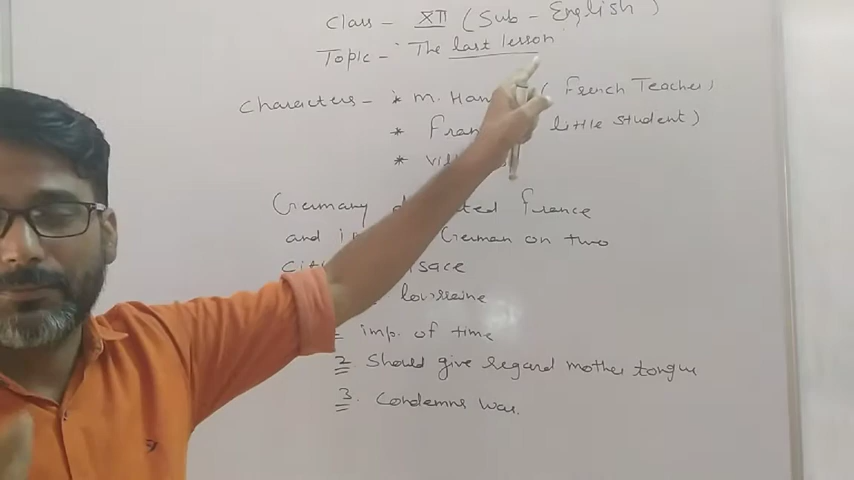 Class - XII (Sub - English)
Topic - "The last lesson
Characters - * M. Ham ( French Teacher)
* Fran little student)
* vill
Germany ted france
and i German on two
cit sace
lourraine
imp. of time
2 Should give regard mother tongue
3. Condemns war.